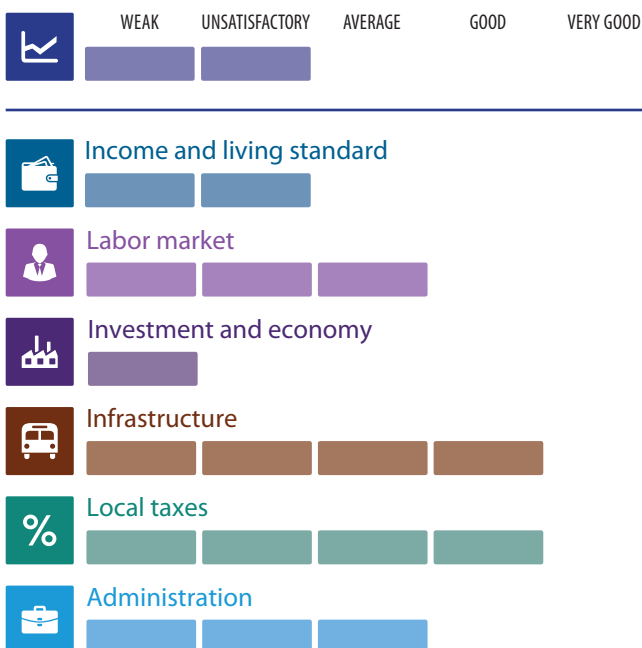 WEAK UNSATISFACTORY AVERAGE GOOD VERY GOOD
Income and living standard
Labor market
Investment and economy
Infrastructure
%
Local taxes
Administration